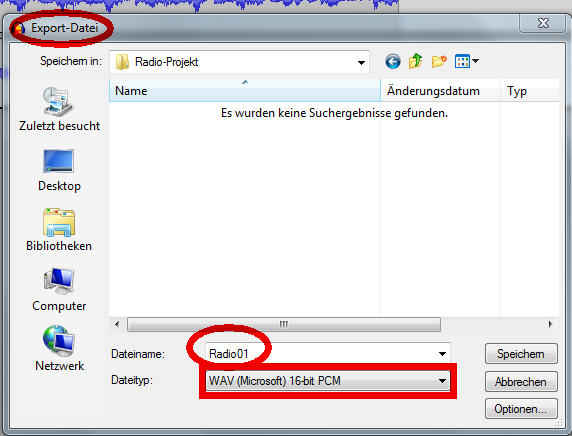 Export-Datei
Speichern in: Radio-Projekt
Name Änderungsdatum Typ
Es wurden keine Suchergebnisse gefunden.
Zuletzt besucht
Desktop
Bibliotheken
Computer
Netzwerk
Dateiname: Radio01 Speichern
Dateityp: WAV (Microsoft) 16-bit PCM Abbrechen
Optionen...